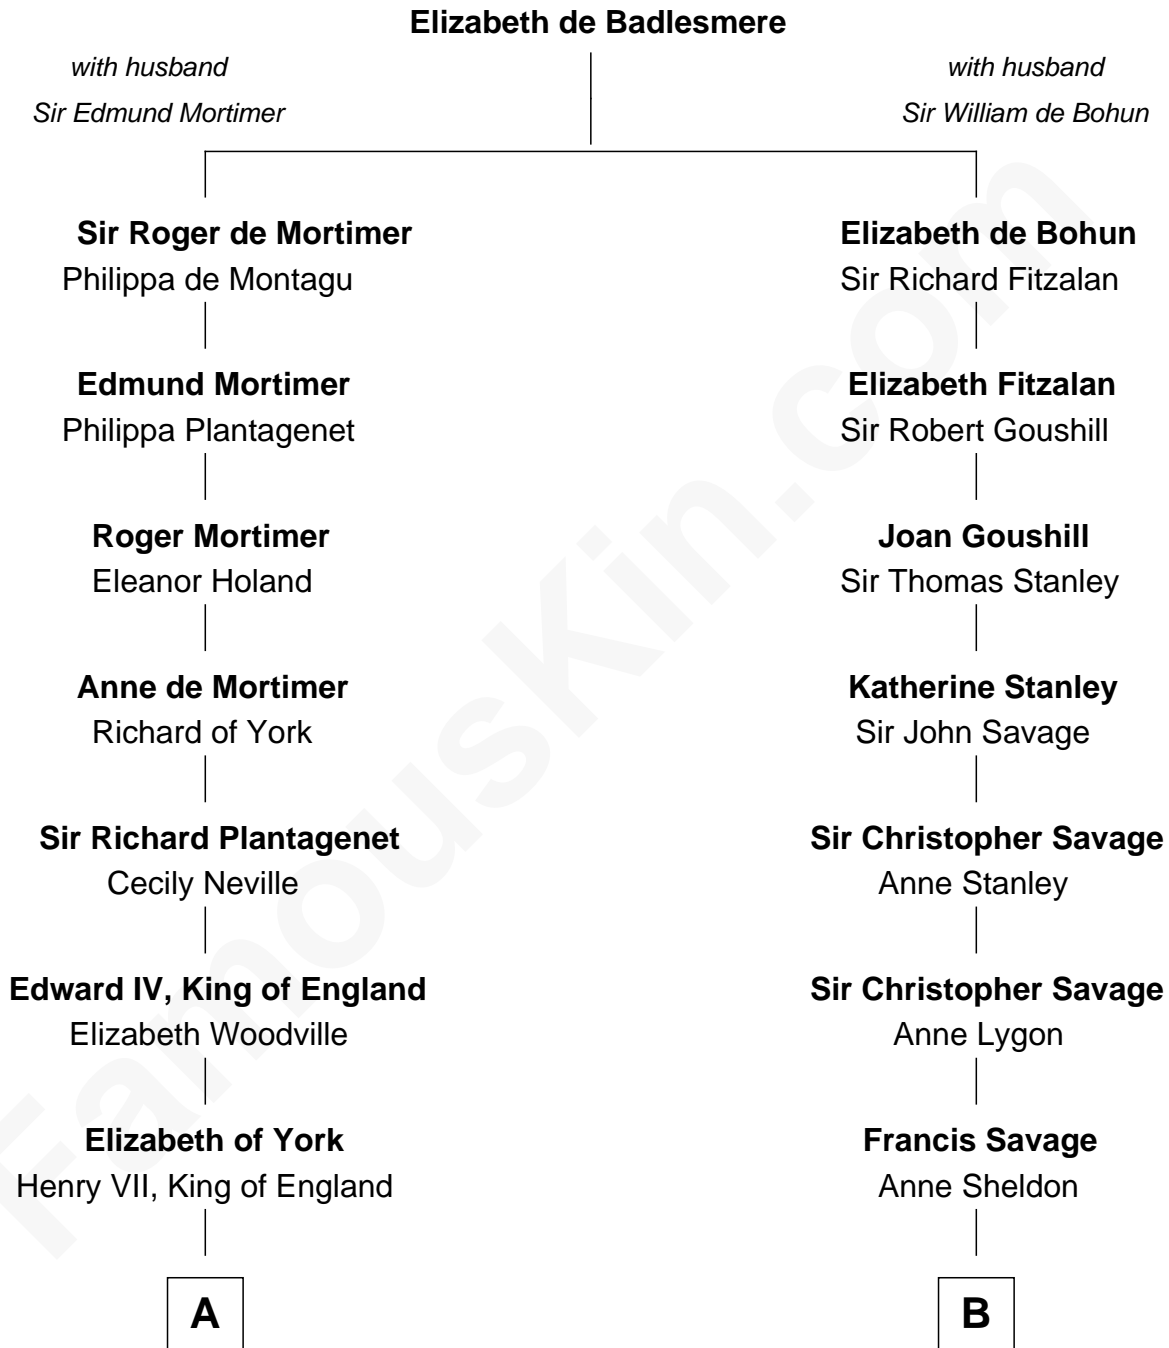 Elizabeth de Badlesmere
with husband
Sir Edmund Mortimer
with husband
Sir William de Bohun
Sir Roger de Mortimer
Philippa de Montagu
Elizabeth de Bohun
Sir Richard Fitzalan
Edmund Mortimer
Philippa Plantagenet
Elizabeth Fitzalan
Sir Robert Goushill
Roger Mortimer
Eleanor Holand
Joan Goushill
Sir Thomas Stanley
Anne de Mortimer
Richard of York
Katherine Stanley
Sir John Savage
Sir Richard Plantagenet
Cecily Neville
Sir Christopher Savage
Anne Stanley
Edward IV, King of England
Elizabeth Woodville
Sir Christopher Savage
Anne Lygon
Elizabeth of York
Henry VII, King of England
Francis Savage
Anne Sheldon
A
B
FamousKin.com